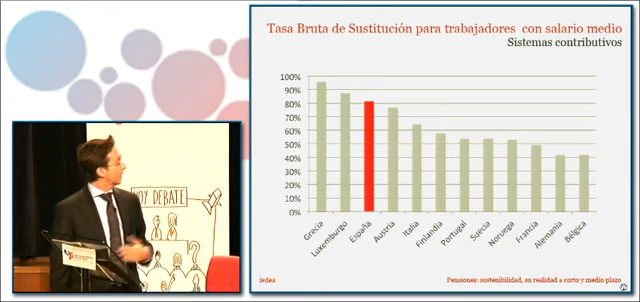 Tasa Bruta de Sustitución para trabajadores con salario medio
Sistemas contributivos
100%
90%
80%
70%
60%
50%
40%
30%
20%
10%
0%
Grecia
Luxemburgo
España
Austria
Italia
Finlandia
Portugal
Suecia
Noruega
Francia
Alemania
Bélgica
HOY DEBATE
fedea
Pensiones: sostenibilidad, su realidad a corto y medio plazo